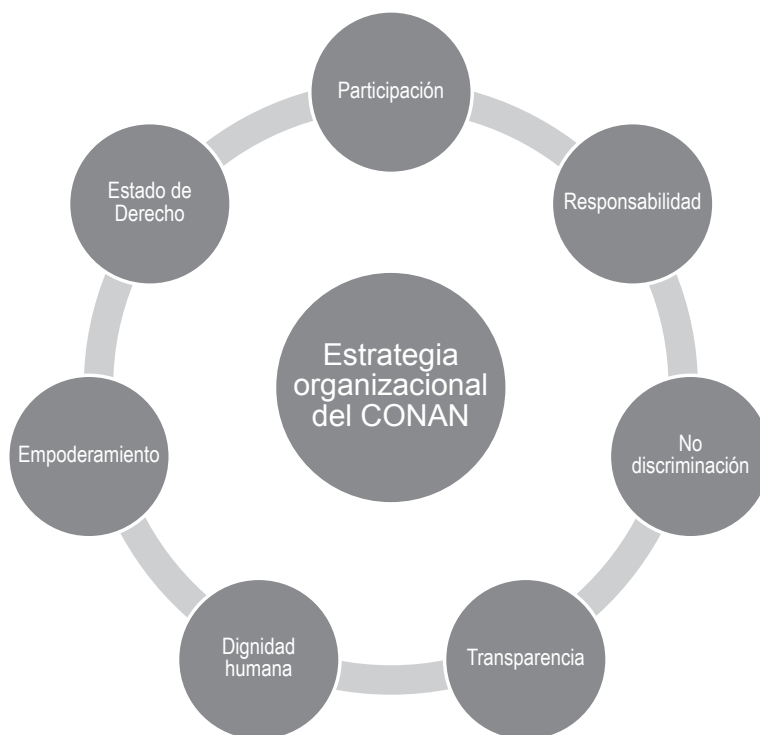 Participación
Responsabilidad
No
discriminación
Transparencia
Dignidad
humana
Empoderamiento
Estado de
Derecho
Estrategia
organizacional
del CONAN